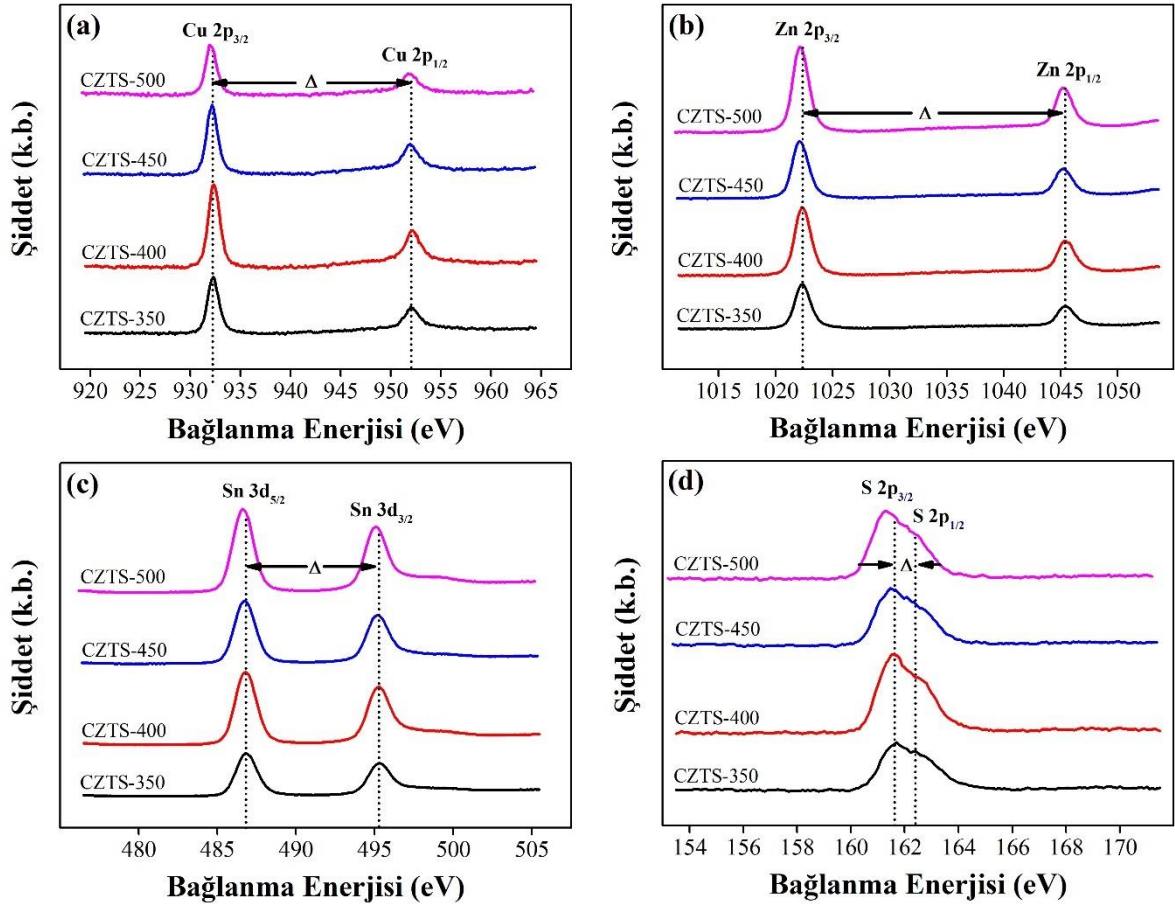 (a)
Cu 2p3/2
Cu 2p1/2
Δ
CZTS-500
CZTS-450
CZTS-400
CZTS-350
Şiddet (k.b.)
920 925 930 935 940 945 950 955 960 965
Bağlanma Enerjisi (eV)
(b)
Zn 2p3/2
Zn 2p1/2
Δ
CZTS-500
CZTS-450
CZTS-400
CZTS-350
Şiddet (k.b.)
1015 1020 1025 1030 1035 1040 1045 1050
Bağlanma Enerjisi (eV)
(c)
Sn 3d5/2
Sn 3d3/2
Δ
CZTS-500
CZTS-450
CZTS-400
CZTS-350
Şiddet (k.b.)
480 485 490 495 500 505
Bağlanma Enerjisi (eV)
(d)
S 2p3/2
S 2p1/2
Δ
CZTS-500
CZTS-450
CZTS-400
CZTS-350
Şiddet (k.b.)
154 156 158 160 162 164 166 168 170
Bağlanma Enerjisi (eV)